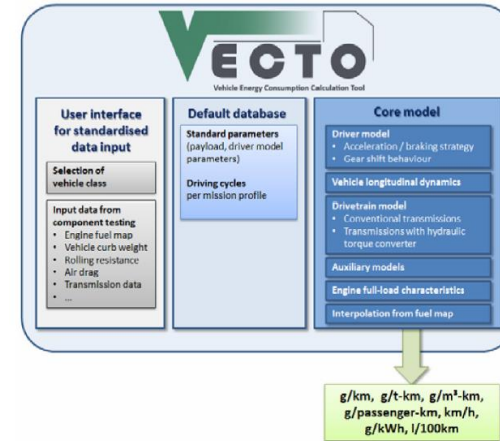 VECTO
Vehicle Energy Consumption Calculation Tool
User interface
for standardised
data input
Selection of
vehicle class
Input data from
component testing
• Engine fuel map
• Vehicle curb weight
• Rolling resistance
• Air drag
• Transmission data
• ...
Default database
Standard parameters
(payload, driver model
parameters)
Driving cycles
per mission profile
Core model
Driver model
• Acceleration / braking strategy
• Gear shift behaviour
Vehicle longitudinal dynamics
Drivetrain model
• Conventional transmissions
• Transmissions with hydraulic
torque converter
Auxiliary models
Engine full-load characteristics
Interpolation from fuel map
g/km, g/t-km, g/m³-km,
g/passenger-km, km/h,
g/kWh, l/100km